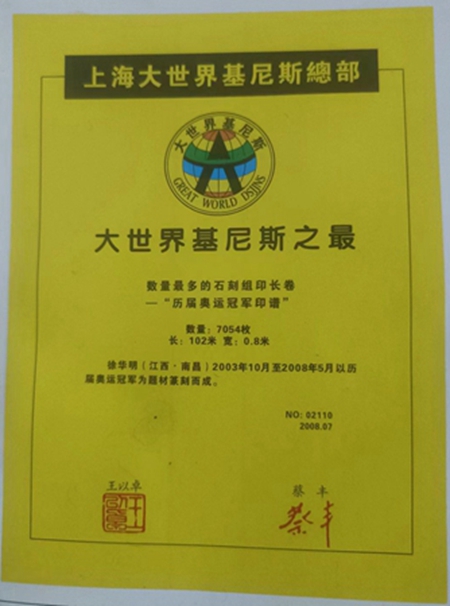 上海大世界基尼斯總部
大世界基尼斯
GREAT WORLD DSJJNS
大世界基尼斯之最
数量最多的石刻组印长卷
—“历届奥运冠军印谱”
数量：7054枚
长：102米 宽：0.8米
徐华明（江西·南昌）2003年10月至2008年5月以历
届奥运冠军为题材篆刻而成。
NO: 02110
2008.07
王以卓
蔡 丰
蔡丰